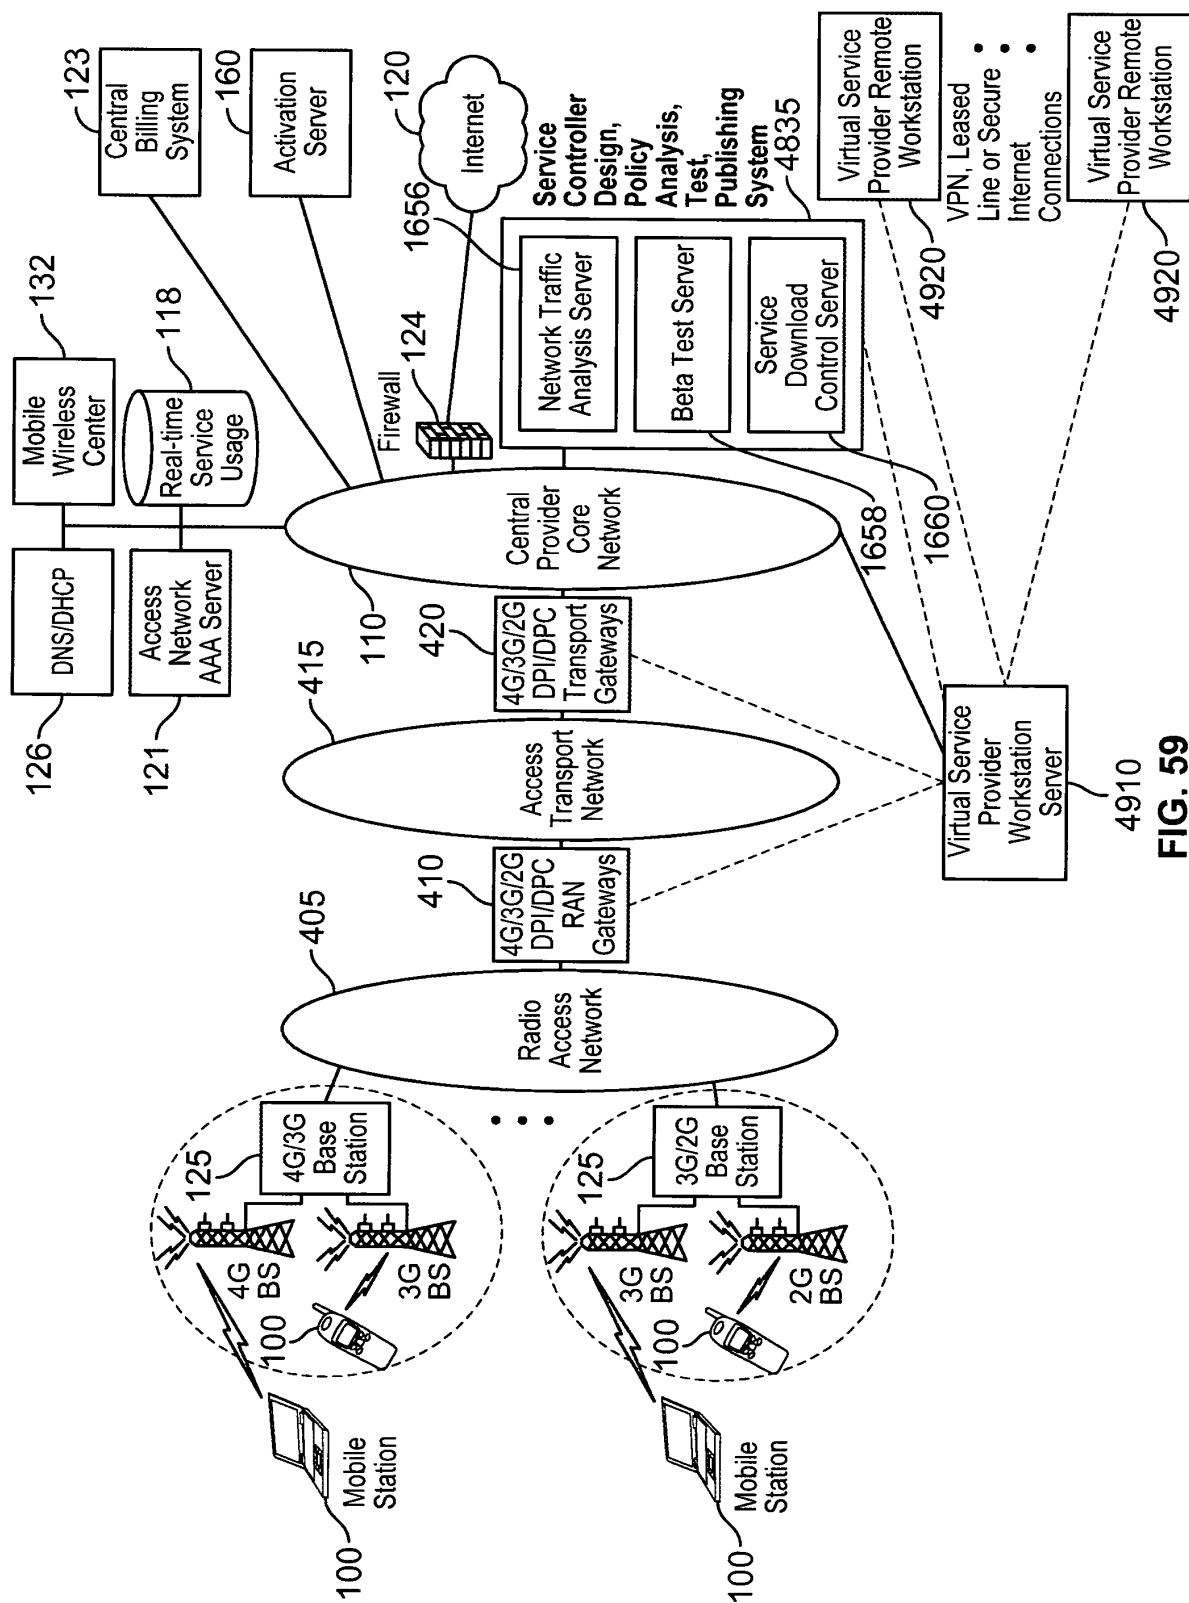 123
Central
Billing
System
160
Activation
Server
132
Mobile
Wireless
Center
118
Real-time
Service
Usage
DNS/DHCP
126
Access
Network
AAA Server
121
120
Internet
124
Firewall
Service
Controller
Design,
Policy
Analysis,
Test,
Publishing
System
4835
1656
Network Traffic
Analysis Server
Beta Test Server
Service
Download
Control Server
1658
1660
Central
Provider
Core
Network
110
420
4G/3G/2G
DPI/DPC
Transport
Gateways
415
Access
Transport
Network
410
4G/3G/2G
DPI/DPC
RAN
Gateways
405
Radio
Access
Network
125
4G/3G
Base
Station
4G
BS
3G
BS
100
Mobile
Station
100
125
3G/2G
Base
Station
3G
BS
2G
BS
100
Mobile
Station
100
Virtual Service
Provider Remote
Workstation
4920
VPN, Leased
Line or Secure
Internet
Connections
Virtual Service
Provider Remote
Workstation
4920
Virtual Service
Provider
Workstation
Server
4910
FIG. 59